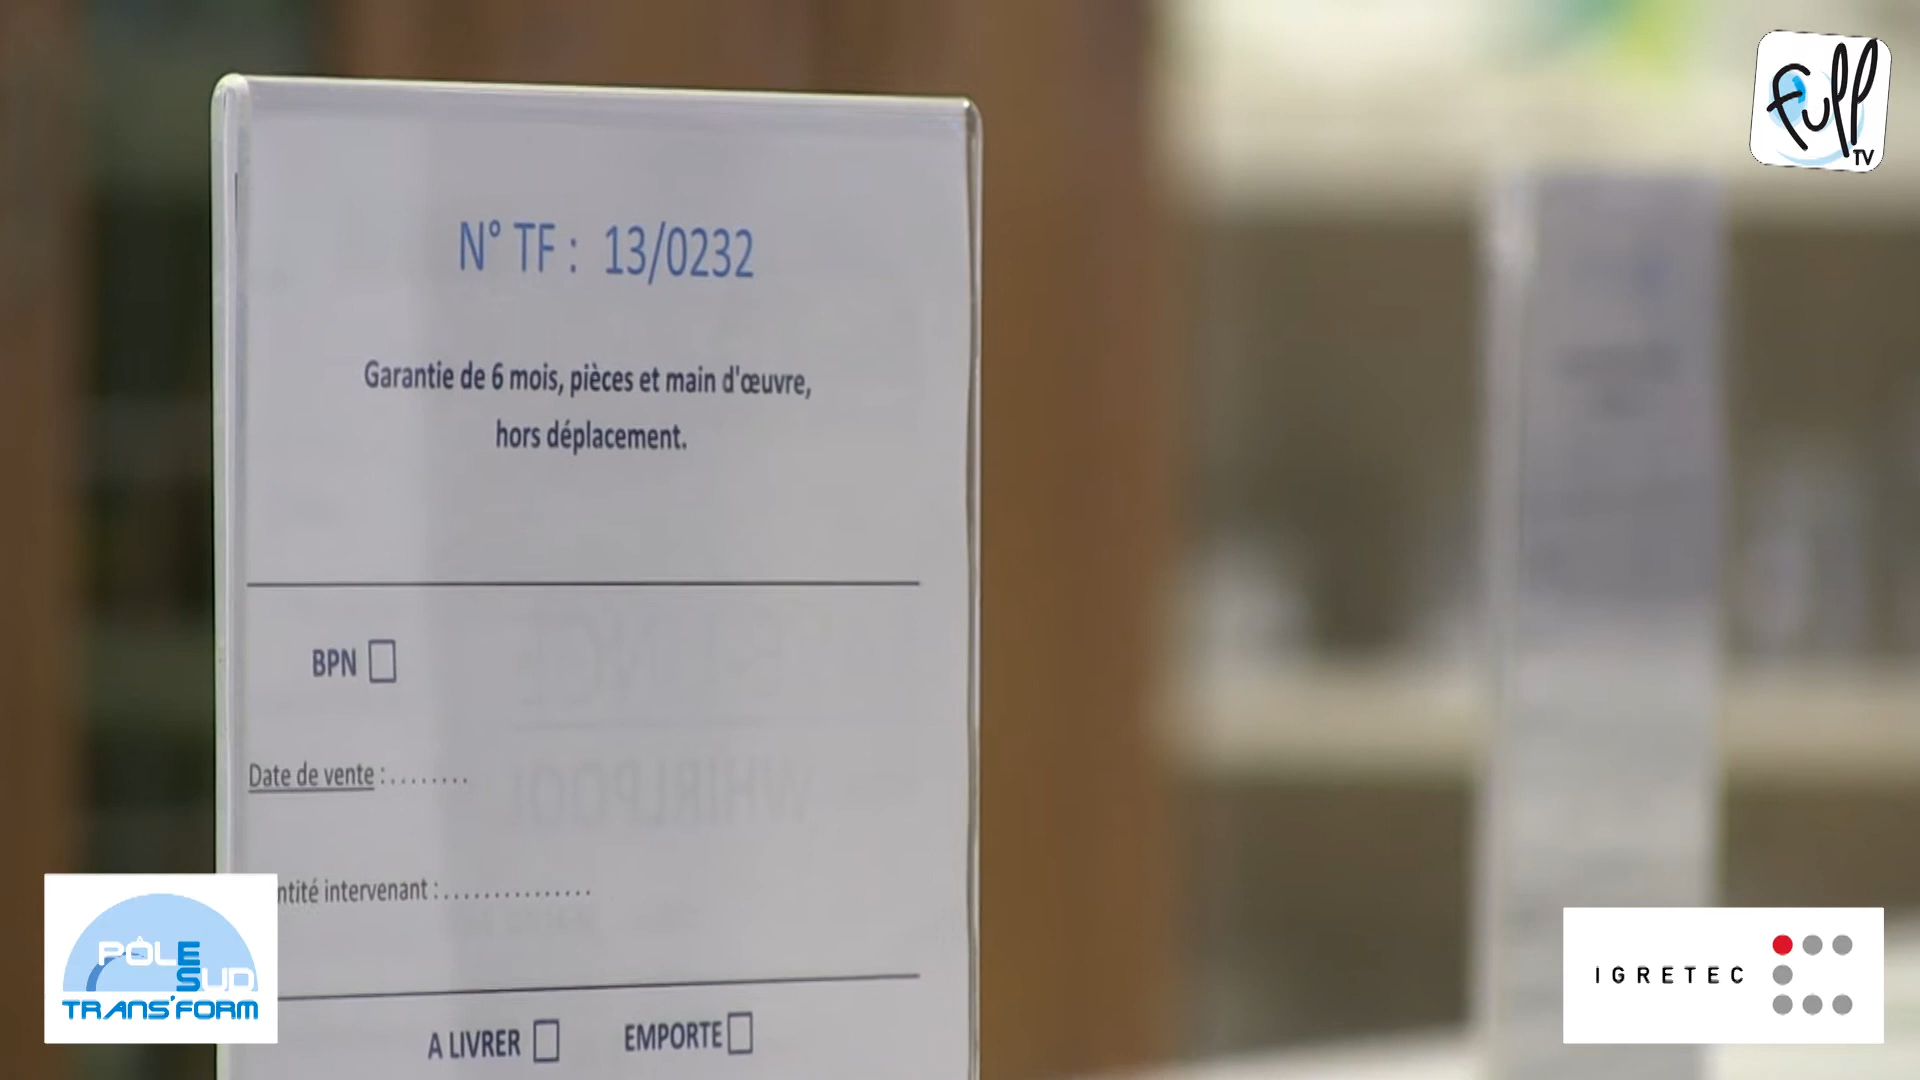 Full
TV
N° TF : 13/0232
Garantie de 6 mois, pièces et main d'œuvre,
hors déplacement.
BPN
WHIRLPOOL
Date de vente : ........
ntité intervenant : ..............
A LIVRER EMPORTE
PÔLE
SUD
TRANS'FORM
IGRETEC